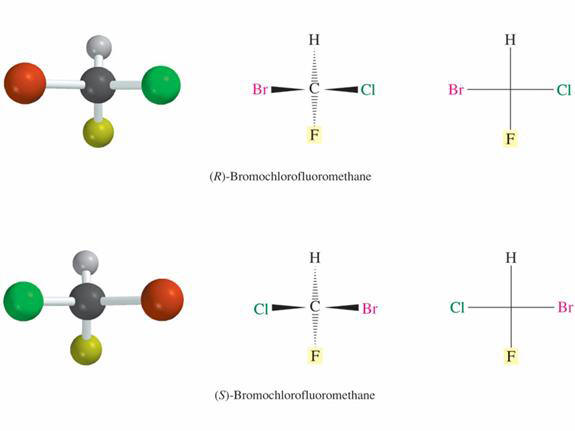 H H
Br C Cl Br Cl
F F
(R)-Bromochlorofluoromethane
H H
Cl C Br Cl Br
F F
(S)-Bromochlorofluoromethane